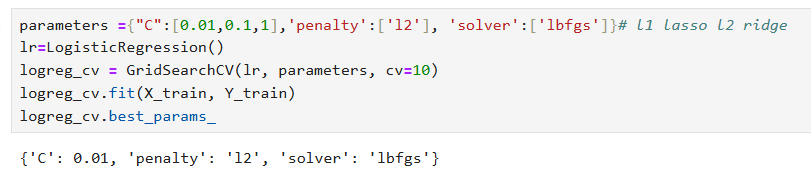 parameters ={"C":[0.01,0.1,1],'penalty':['l2'], 'solver':['lbfgs']}# l1 lasso l2 ridge
lr=LogisticRegression()
logreg_cv = GridSearchCV(lr, parameters, cv=10)
logreg_cv.fit(X_train, Y_train)
logreg_cv.best_params_
{'C': 0.01, 'penalty': 'l2', 'solver': 'lbfgs'}